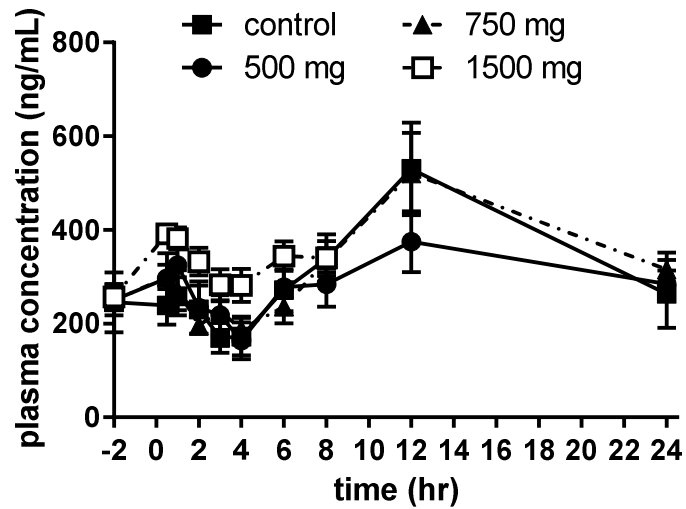 control
750 mg
500 mg
1500 mg
plasma concentration (ng/mL)
800
600
400
200
0
-2 0 2 4 6 8 10 12 14 16 18 20 22 24
time (hr)